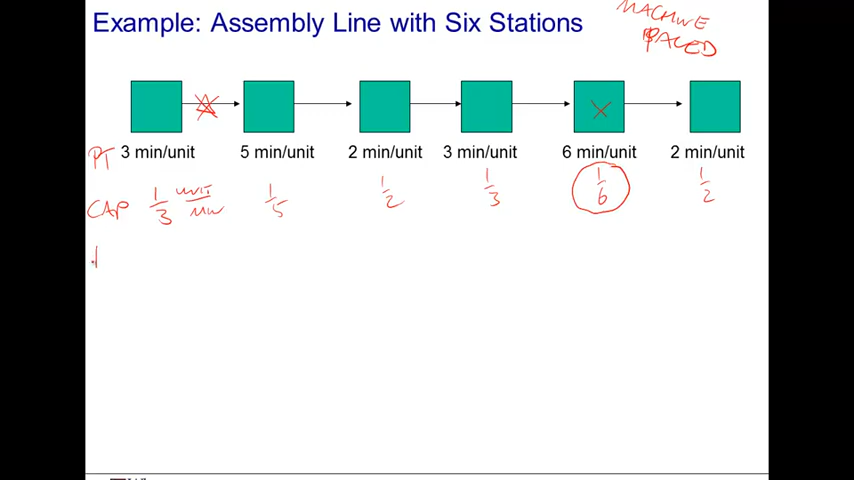 Example: Assembly Line with Six Stations
MACHINE
PACED
PT 3 min/unit 5 min/unit 2 min/unit 3 min/unit 6 min/unit 2 min/unit
CAP 1/3 UNIT/MIN 1/5 1/2 1/3 1/6 1/2